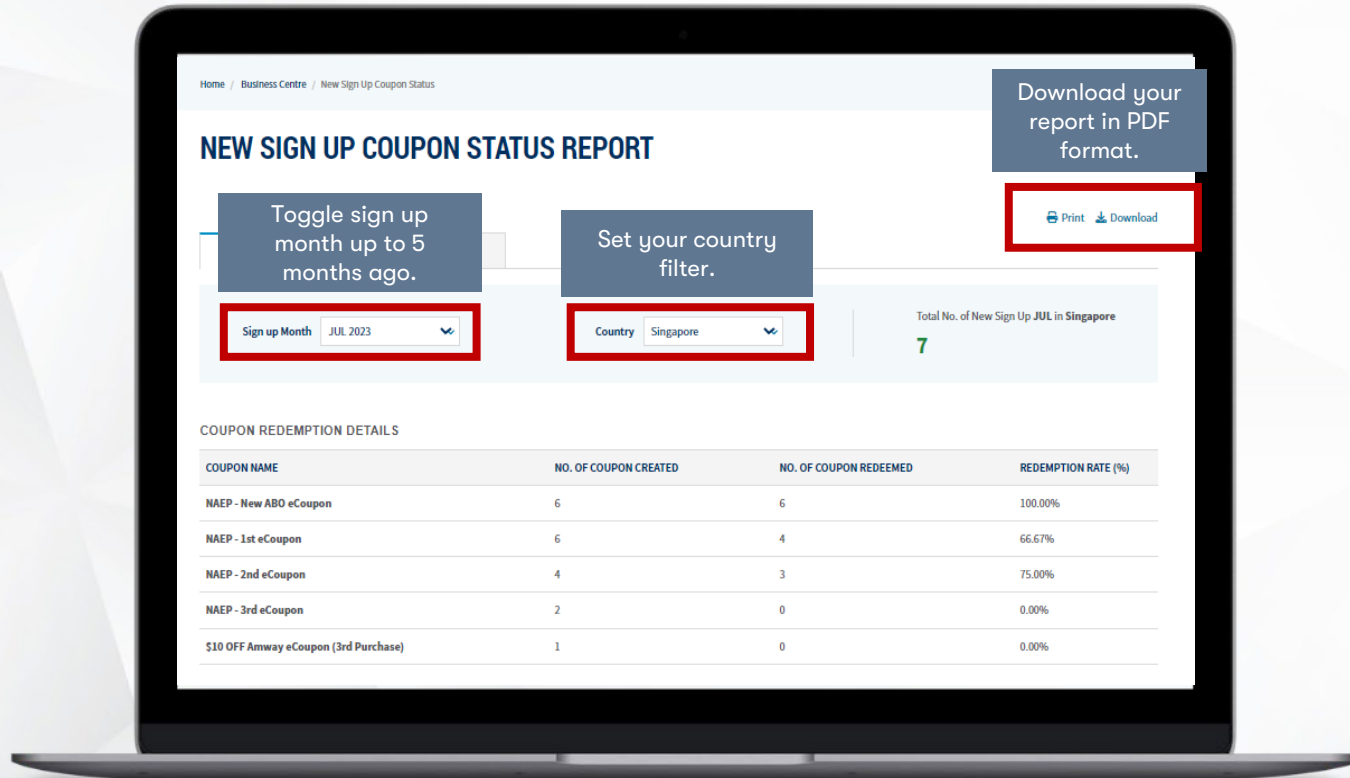 Home / Business Centre / New Sign Up Coupon Status
Download your
report in PDF
format.
NEW SIGN UP COUPON STATUS REPORT
Print Download
Toggle sign up
month up to 5
months ago.
Set your country
filter.
Sign up Month JUL 2023
Country Singapore
Total No. of New Sign Up JUL in Singapore
7
COUPON REDEMPTION DETAILS
COUPON NAME NO. OF COUPON CREATED NO. OF COUPON REDEEMED REDEMPTION RATE (%)
NAEP - New ABO eCoupon 6 6 100.00%
NAEP - 1st eCoupon 6 4 66.67%
NAEP - 2nd eCoupon 4 3 75.00%
NAEP - 3rd eCoupon 2 0 0.00%
$10 OFF Amway eCoupon (3rd Purchase) 1 0 0.00%